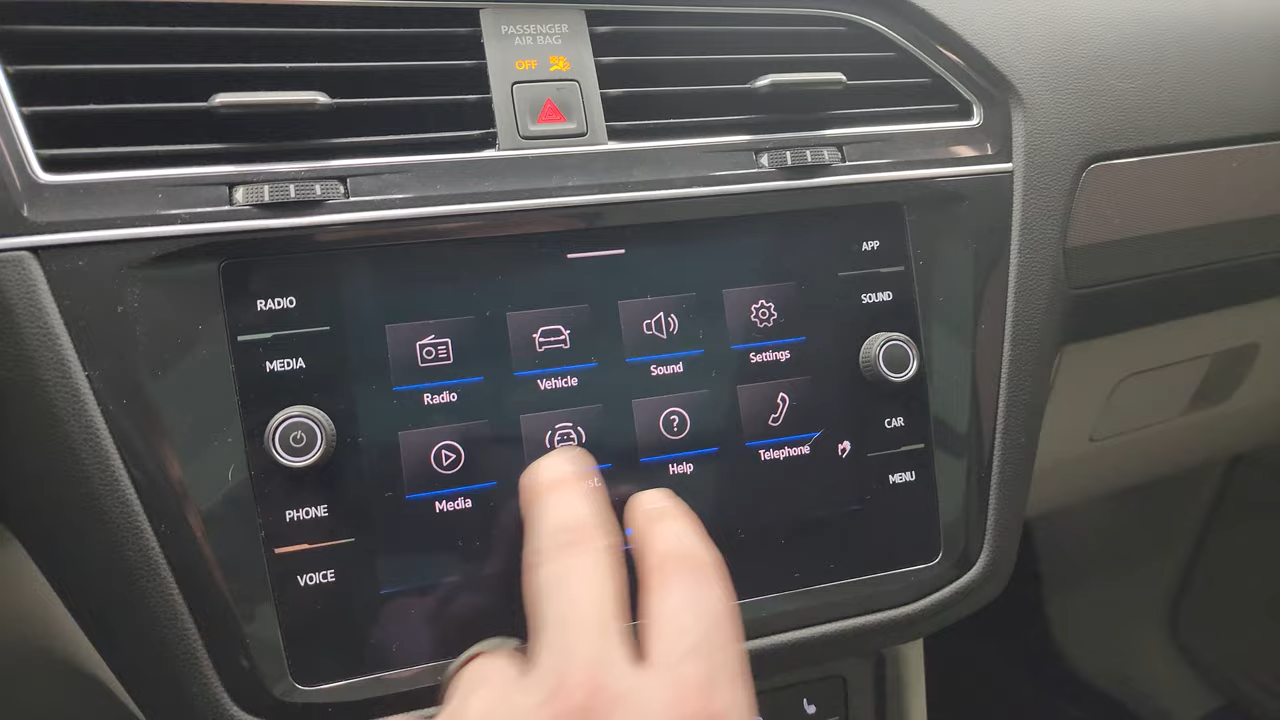 PASSENGER
AIR BAG
OFF
RADIO
MEDIA
PHONE
VOICE
Radio
Vehicle
Sound
Settings
Media
Help
Telephone
APP
SOUND
CAR
MENU